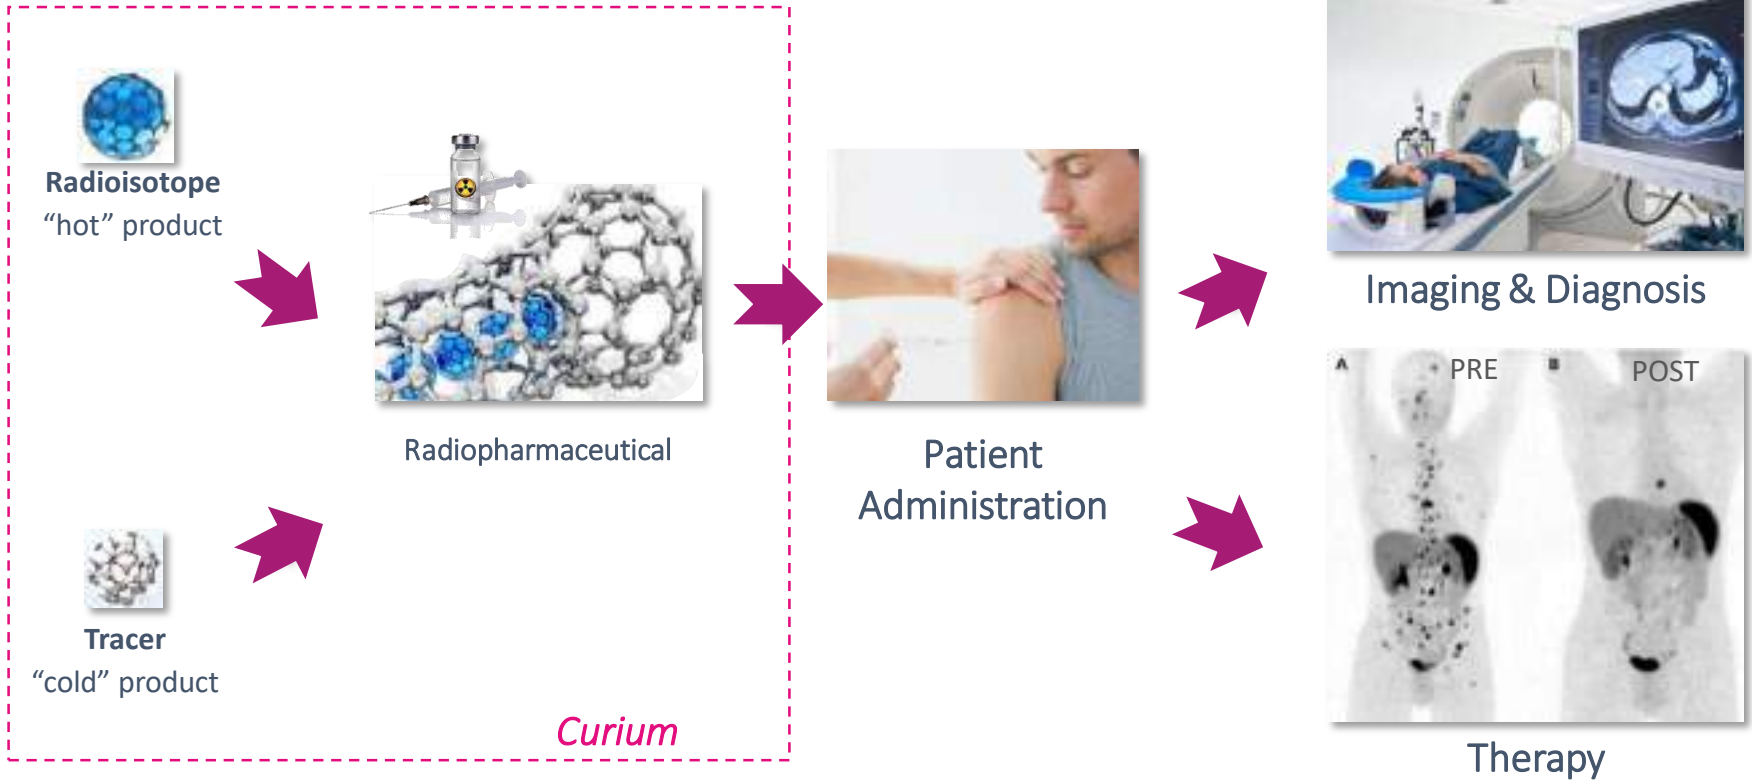 Radioisotope
“hot” product
Radiopharmaceutical
Tracer
“cold” product
Curium
Patient
Administration
Imaging & Diagnosis
A
PRE
B
POST
Therapy